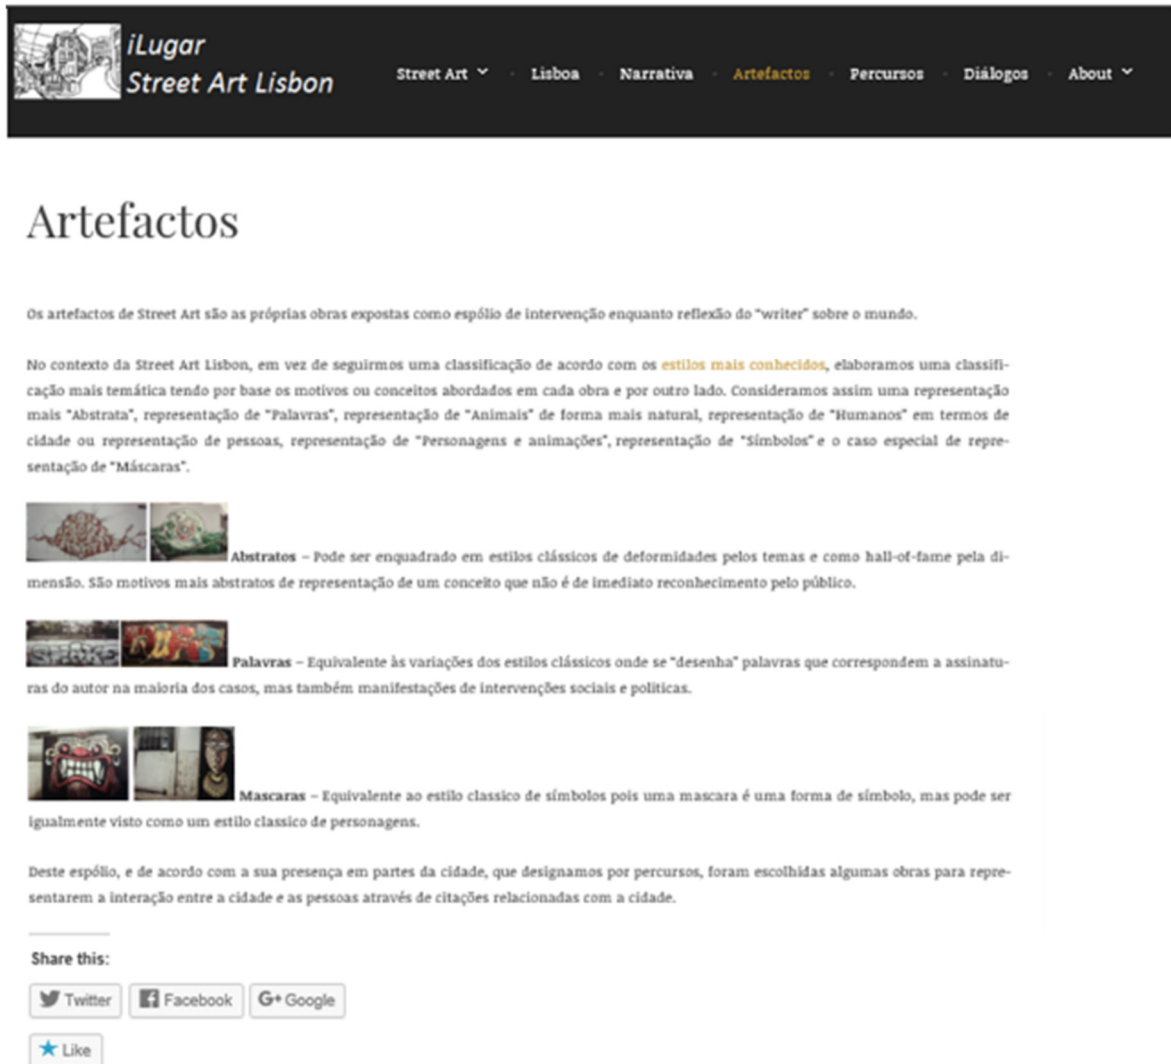 iLugar
Street Art Lisbon
Street Art Lisboa Narrativa Artefactos Percursos Diálogos About
Artefactos
Os artefactos de Street Art são as próprias obras expostas como espólio de intervenção enquanto reflexão do "writer" sobre o mundo.
No contexto da Street Art Lisbon, em vez de seguirmos uma classificação de acordo com os estilos mais conhecidos, elaboramos uma classifi-
cação mais temática tendo por base os motivos ou conceitos abordados em cada obra e por outro lado. Consideramos assim uma representação
mais "Abstrata", representação de "Palavras", representação de "Animais" de forma mais natural, representação de "Humanos" em termos de
cidade ou representação de pessoas, representação de "Personagens e animações", representação de "Símbolos" e o caso especial de repre-
sentação de "Máscaras".
Abstratos – Pode ser enquadrado em estilos clássicos de deformidades pelos temas e como hall-of-fame pela di-
mensão. São motivos mais abstratos de representação de um conceito que não é de imediato reconhecimento pelo público.
Palavras – Equivalente às variações dos estilos clássicos onde se "desenha" palavras que correspondem a assinatu-
ras do autor na maioria dos casos, mas também manifestações de intervenções sociais e politicas.
Mascaras – Equivalente ao estilo classico de símbolos pois uma mascara é uma forma de símbolo, mas pode ser
igualmente visto como um estilo classico de personagens.
Deste espólio, e de acordo com a sua presença em partes da cidade, que designamos por percursos, foram escolhidas algumas obras para repre-
sentarem a interação entre a cidade e as pessoas através de citações relacionadas com a cidade.
Share this:
Twitter Facebook G+ Google
Like